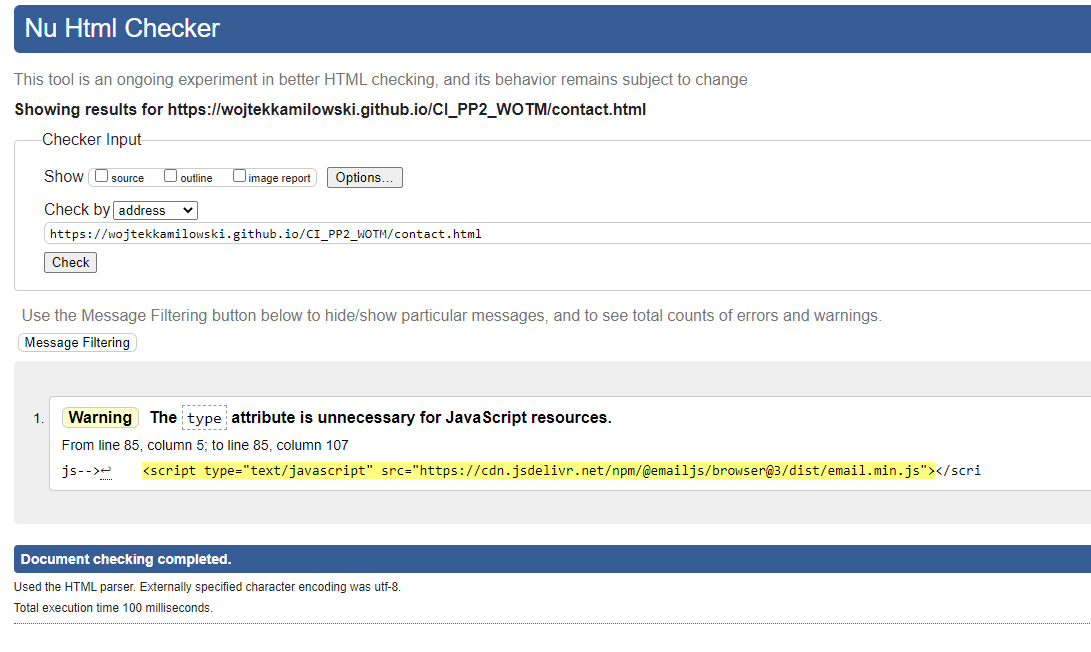 Nu Html Checker
This tool is an ongoing experiment in better HTML checking, and its behavior remains subject to change
Showing results for https://wojtekkamilowski.github.io/CI_PP2_WOTM/contact.html
Checker Input
Show source outline image report Options...
Check by address
https://wojtekkamilowski.github.io/CI_PP2_WOTM/contact.html
Check
Use the Message Filtering button below to hide/show particular messages, and to see total counts of errors and warnings.
Message Filtering
1. Warning The type attribute is unnecessary for JavaScript resources.
From line 85, column 5; to line 85, column 107
js-->↩ <script type="text/javascript" src="https://cdn.jsdelivr.net/npm/@emailjs/browser@3/dist/email.min.js"></scri
Document checking completed.
Used the HTML parser. Externally specified character encoding was utf-8.
Total execution time 100 milliseconds.